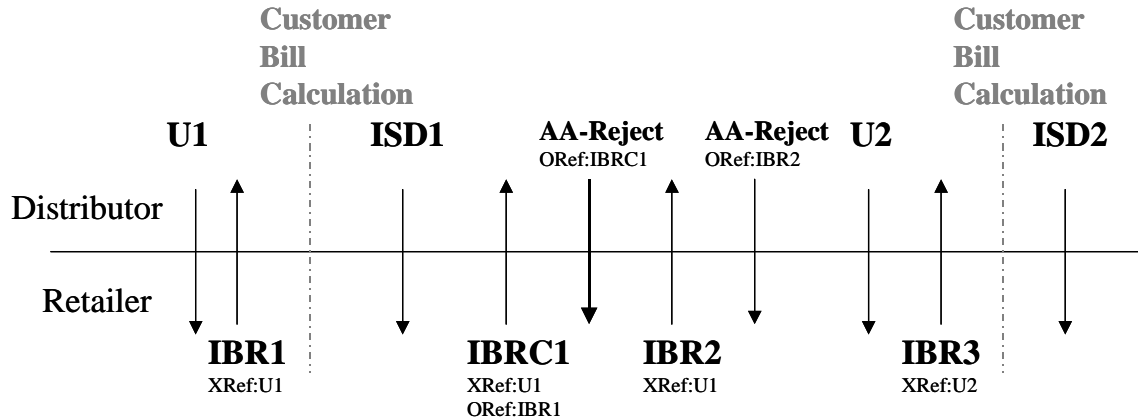 Customer
Bill
Calculation
Customer
Bill
Calculation
U1
ISD1
AA-Reject
ORef:IBRC1
AA-Reject
ORef:IBR2
U2
ISD2
Distributor
Retailer
IBR1
XRef:U1
IBRC1
XRef:U1
ORef:IBR1
IBR2
XRef:U1
IBR3
XRef:U2